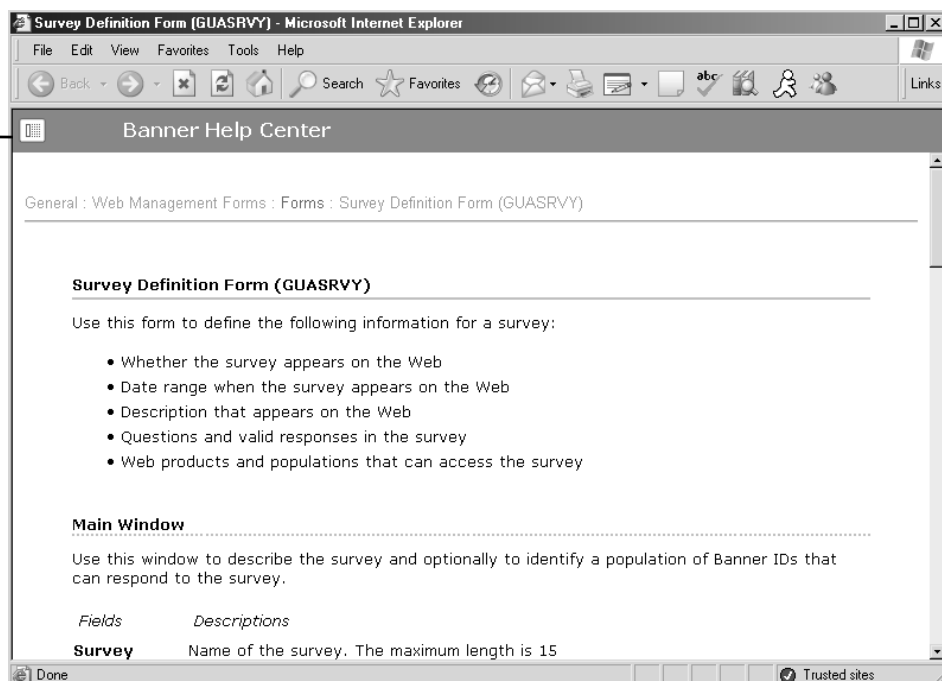 Survey Definition Form (GUASRVY) - Microsoft Internet Explorer
File Edit View Favorites Tools Help
Back Search Favorites abc Links
Banner Help Center
General : Web Management Forms : Forms : Survey Definition Form (GUASRVY)
Survey Definition Form (GUASRVY)
Use this form to define the following information for a survey:
• Whether the survey appears on the Web
• Date range when the survey appears on the Web
• Description that appears on the Web
• Questions and valid responses in the survey
• Web products and populations that can access the survey
Main Window
Use this window to describe the survey and optionally to identify a population of Banner IDs that
can respond to the survey.
Fields Descriptions
Survey Name of the survey. The maximum length is 15
Done Trusted sites